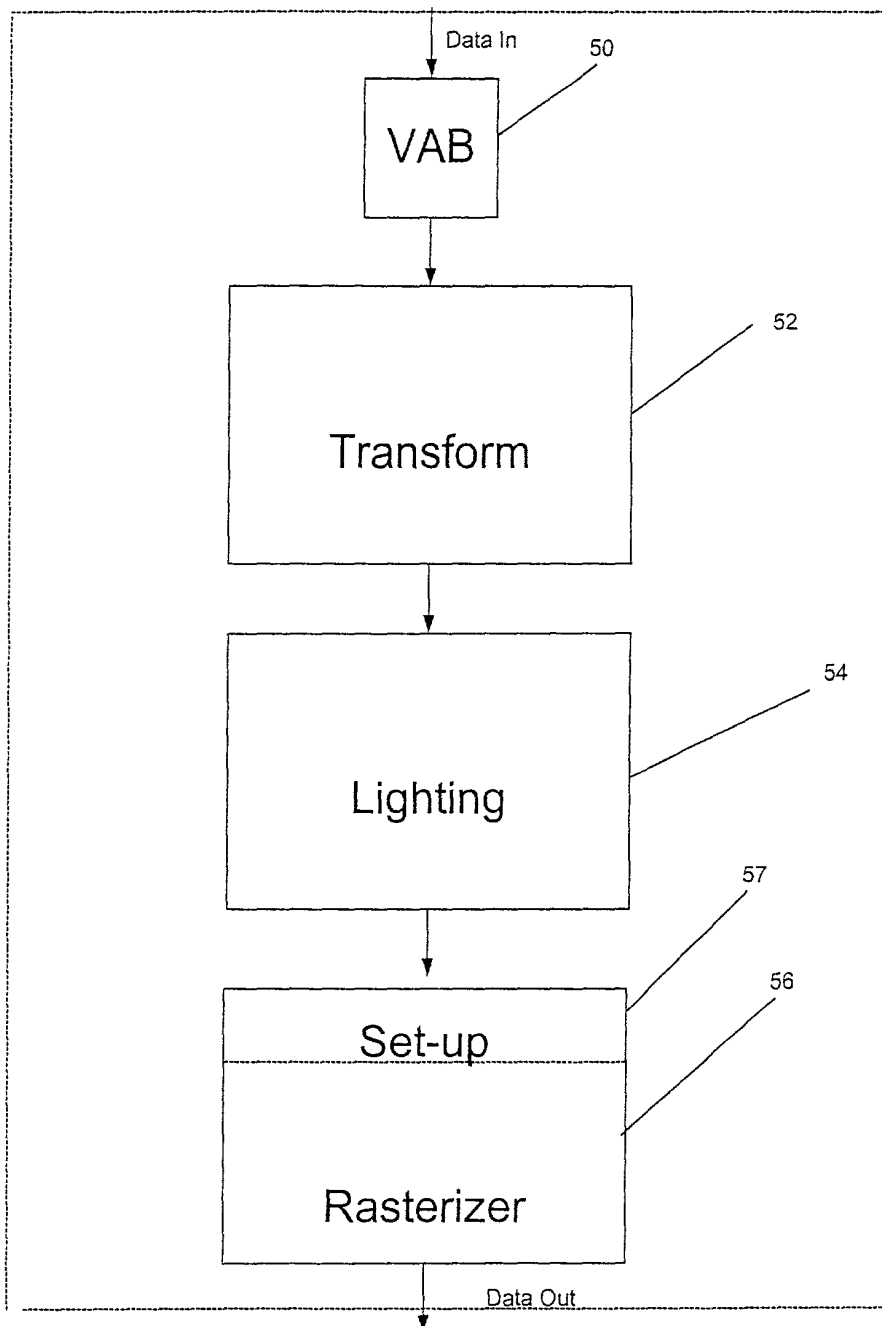 Data In
50
VAB
52
Transform
54
Lighting
57
Set-up
56
Rasterizer
Data Out